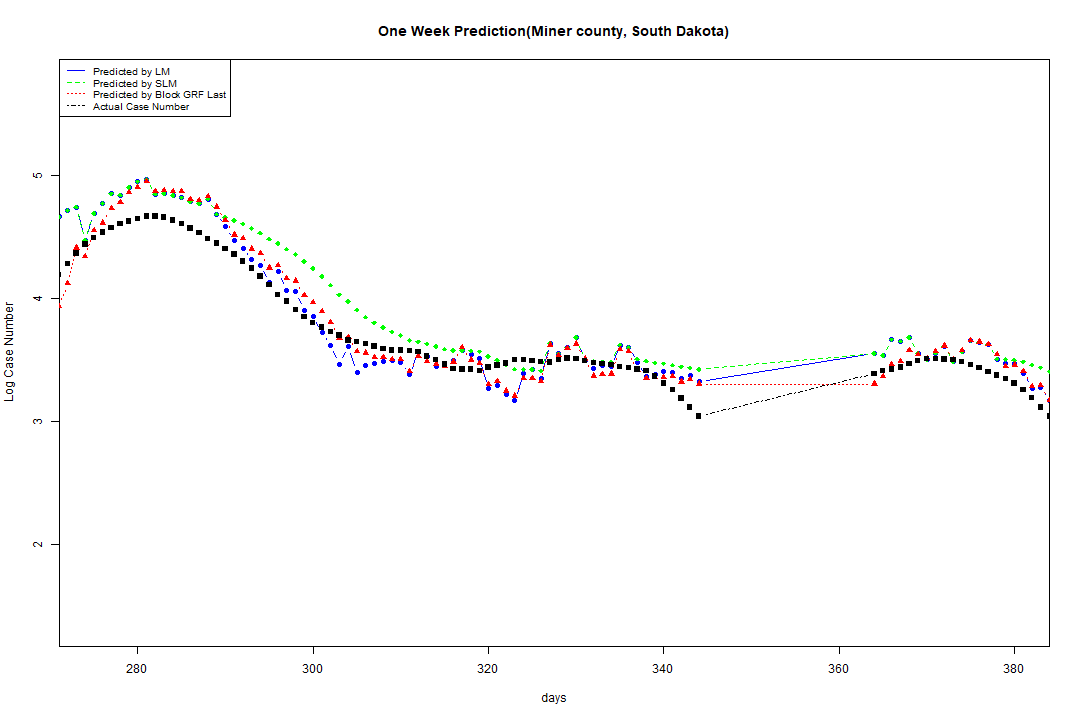 One Week Prediction(Miner county, South Dakota)
Predicted by LM
Predicted by SLM
Predicted by Block GRF Last
Actual Case Number
5
4
3
2
Log Case Number
280 300 320 340 360 380
days